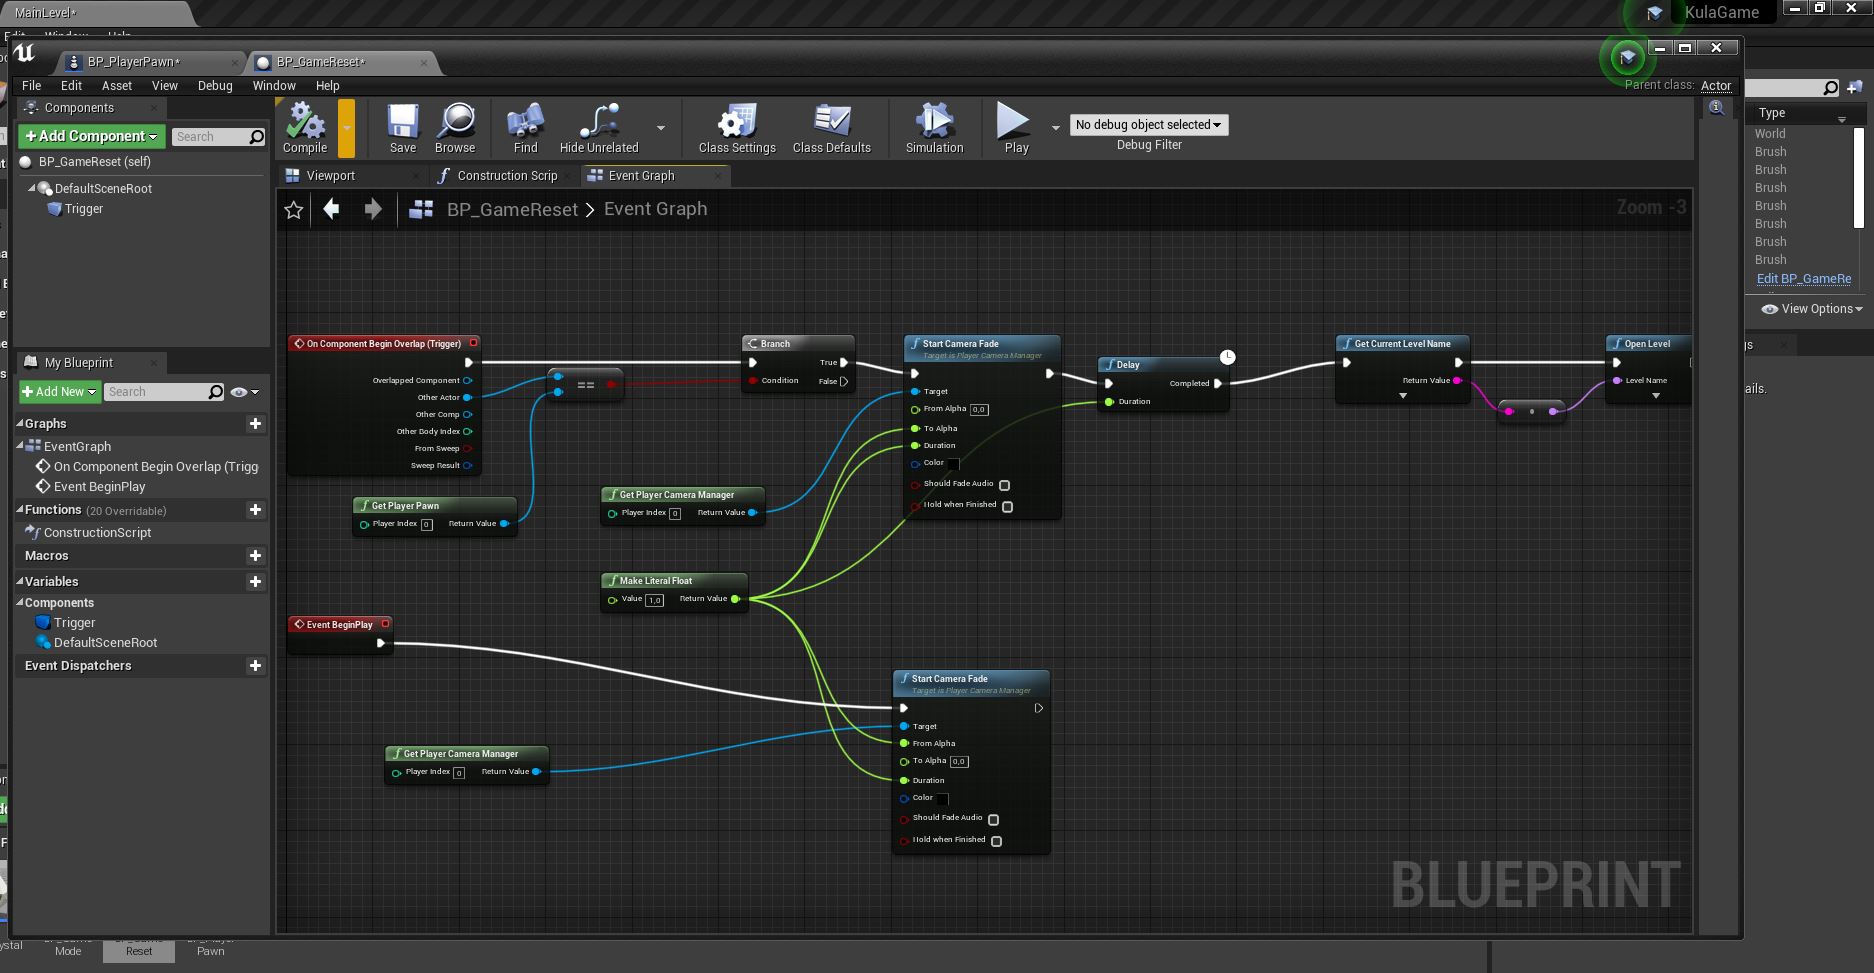 MainLevel*
KulaGame
Edit Window Help
BP_PlayerPawn*
BP_GameReset*
File Edit Asset View Debug Window Help
Parent class: Actor
Components
+Add Component
Search
BP_GameReset (self)
DefaultSceneRoot
Trigger
Compile
Save
Browse
Find
Hide Unrelated
Class Settings
Class Defaults
Simulation
Play
No debug object selected
Debug Filter
Viewport
Construction Scrip
Event Graph
BP_GameReset > Event Graph
Zoom -3
My Blueprint
+Add New
Search
Graphs
EventGraph
On Component Begin Overlap (Trigg
Event BeginPlay
Functions (20 Overridable)
ConstructionScript
Macros
Variables
Components
Trigger
DefaultSceneRoot
Event Dispatchers
On Component Begin Overlap (Trigger)
Overlapped Component
Other Actor
Other Comp
Other Body Index
From Sweep
Sweep Result
==
Get Player Pawn
Player Index 0 Return Value
Branch
True
Condition False
Get Player Camera Manager
Player Index 0 Return Value
Start Camera Fade
Target is Player Camera Manager
Target
From Alpha 0,0
To Alpha
Duration
Color
Should Fade Audio
Hold when Finished
Delay
Completed
Duration
Get Current Level Name
Return Value
Open Level
Level Name
Make Literal Float
Value 1,0 Return Value
Event BeginPlay
Get Player Camera Manager
Player Index 0 Return Value
Start Camera Fade
Target is Player Camera Manager
Target
From Alpha
To Alpha 0,0
Duration
Color
Should Fade Audio
Hold when Finished
BLUEPRINT
Type
World
Brush
Brush
Brush
Brush
Brush
Brush
Brush
Edit BP_GameRe
View Options
gs
ails.
ystal
Mode
Reset
Pawn